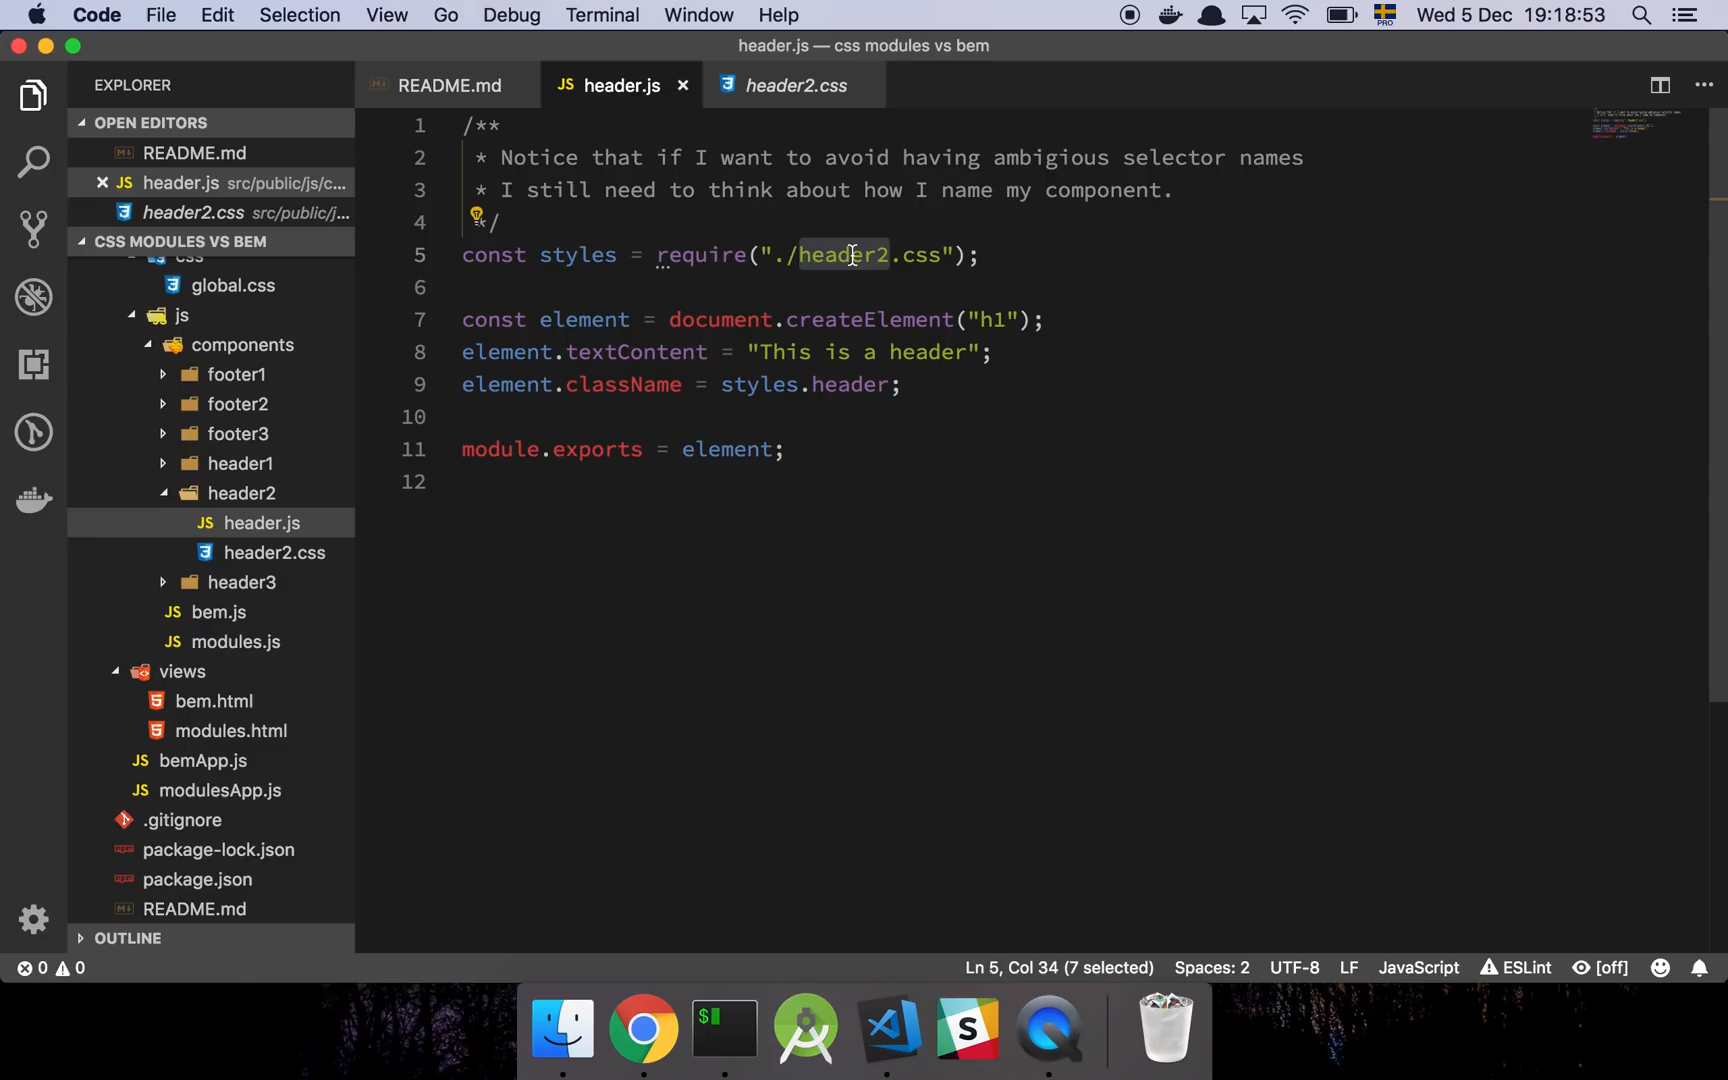 Code File Edit Selection View Go Debug Terminal Window Help PRO Wed 5 Dec 19:18:53
header.js — css modules vs bem
EXPLORER
OPEN EDITORS
README.md
header.js src/public/js/c...
header2.css src/public/j...
CSS MODULES VS BEM
css
global.css
js
components
footer1
footer2
footer3
header1
header2
header.js
header2.css
header3
bem.js
modules.js
views
bem.html
modules.html
bemApp.js
modulesApp.js
.gitignore
package-lock.json
package.json
README.md
OUTLINE
README.md JS header.js header2.css
1 /**
2 * Notice that if I want to avoid having ambigious selector names
3 * I still need to think about how I name my component.
4 */
5 const styles = require("./header2.css");
6
7 const element = document.createElement("h1");
8 element.textContent = "This is a header";
9 element.className = styles.header;
10
11 module.exports = element;
12
0 0 Ln 5, Col 34 (7 selected) Spaces: 2 UTF-8 LF JavaScript ESLint [off]
$
S